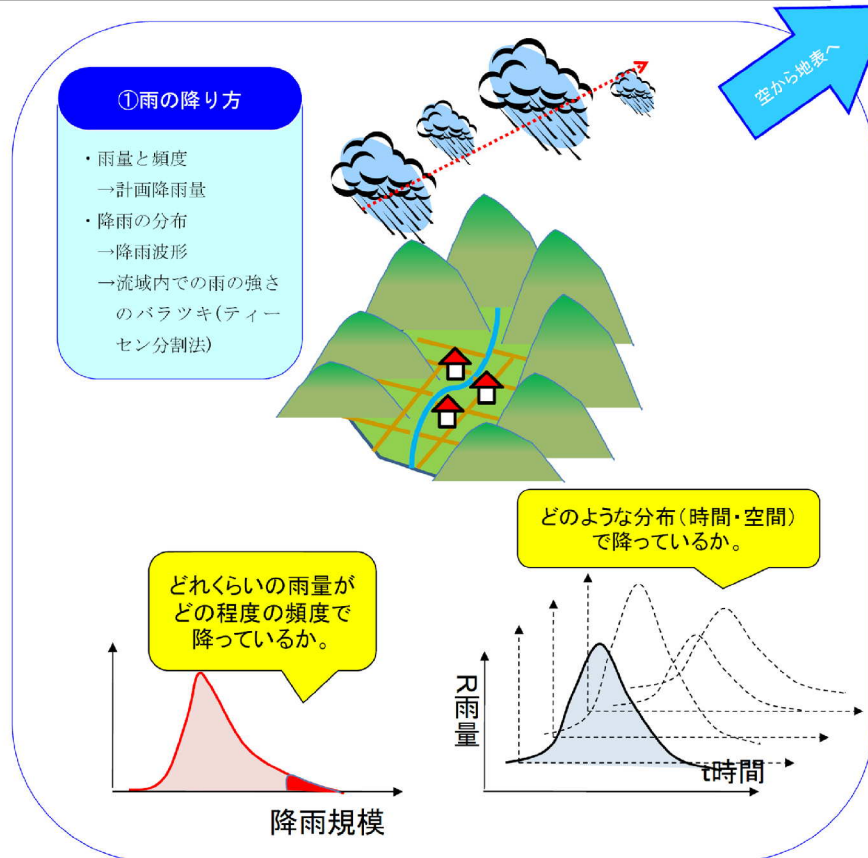 空から地表へ
①雨の降り方
・雨量と頻度
→計画降雨量
・降雨の分布
→降雨波形
→流域内での雨の強さ
のバラツキ(ティー
セン分割法)
どのような分布(時間・空間)
で降っているか。
どれくらいの雨量が
どの程度の頻度で
降っているか。
R雨量
t時間
降雨規模